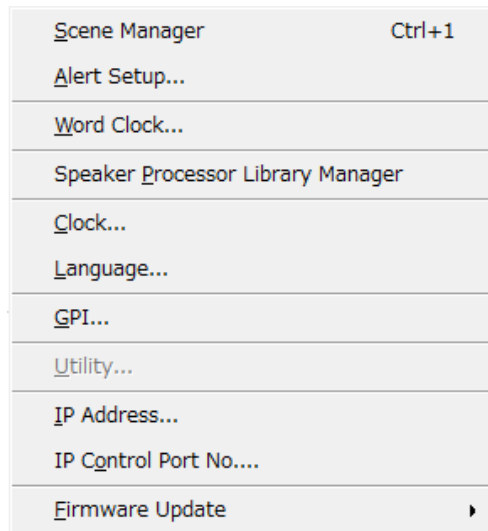 Scene Manager Ctrl+1
Alert Setup...
Word Clock...
Speaker Processor Library Manager
Clock...
Language...
GPI...
Utility...
IP Address...
IP Control Port No....
Firmware Update